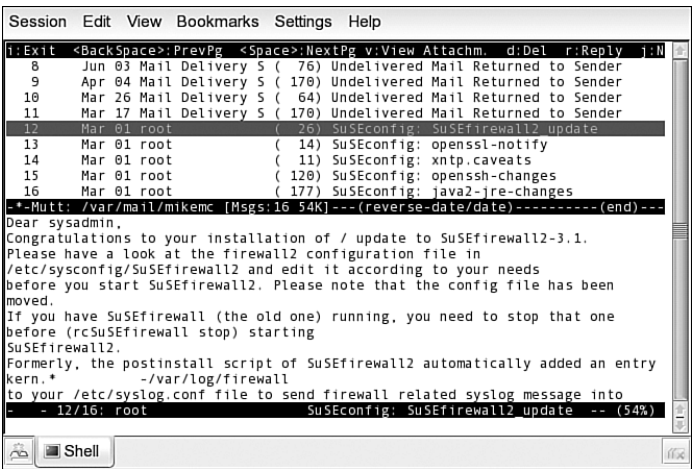 Session Edit View Bookmarks Settings Help
i:Exit <BackSpace>:PrevPg <Space>:NextPg v:View Attachm. d:Del r:Reply j:N
8 Jun 03 Mail Delivery S ( 76) Undelivered Mail Returned to Sender
9 Apr 04 Mail Delivery S ( 170) Undelivered Mail Returned to Sender
10 Mar 26 Mail Delivery S ( 64) Undelivered Mail Returned to Sender
11 Mar 17 Mail Delivery S ( 170) Undelivered Mail Returned to Sender
12 Mar 01 root ( 26) SuSEconfig: SuSEfirewall2_update
13 Mar 01 root ( 14) SuSEconfig: openssl-notify
14 Mar 01 root ( 11) SuSEconfig: xntp.caveats
15 Mar 01 root ( 120) SuSEconfig: openssh-changes
16 Mar 01 root ( 177) SuSEconfig: java2-jre-changes
-*-Mutt: /var/mail/mikemc [Msgs:16 54K]---(reverse-date/date)----------(end)---
Dear sysadmin,
Congratulations to your installation of / update to SuSEfirewall2-3.1.
Please have a look at the firewall2 configuration file in
/etc/sysconfig/SuSEfirewall2 and edit it according to your needs
before you start SuSEfirewall2. Please note that the config file has been
moved.
If you have SuSEfirewall (the old one) running, you need to stop that one
before (rcSuSEfirewall stop) starting
SuSEfirewall2.
Formerly, the postinstall script of SuSEfirewall2 automatically added an entry
kern.* -/var/log/firewall
to your /etc/syslog.conf file to send firewall related syslog message into
- - 12/16: root SuSEconfig: SuSEfirewall2_update -- (54%)
Shell